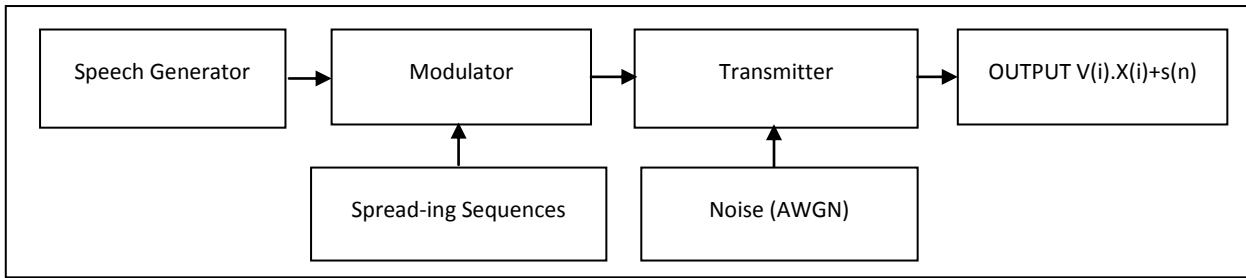 Speech Generator
Modulator
Transmitter
OUTPUT V(i).X(i)+s(n)
Spread-ing Sequences
Noise (AWGN)